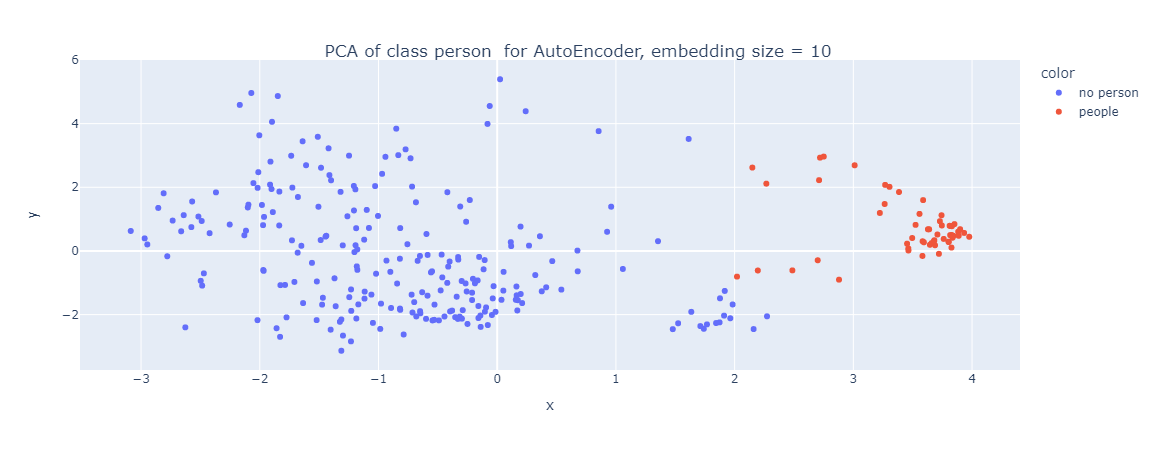 PCA of class person  for AutoEncoder, embedding size = 10
color
no person
people
6
4
2
0
−2
y
−3
−2
−1
0
1
2
3
4
x